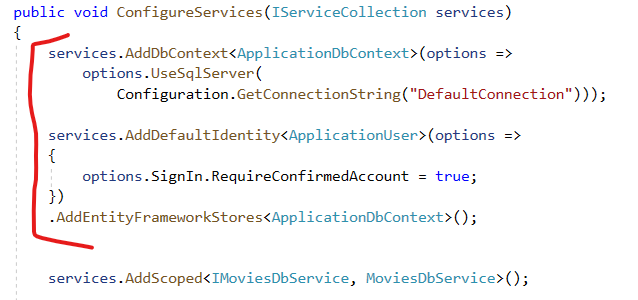 public void ConfigureServices(IServiceCollection services)
{
services.AddDbContext<ApplicationDbContext>(options =>
options.UseSqlServer(
Configuration.GetConnectionString("DefaultConnection")));
services.AddDefaultIdentity<ApplicationUser>(options =>
{
options.SignIn.RequireConfirmedAccount = true;
})
.AddEntityFrameworkStores<ApplicationDbContext>();
services.AddScoped<IMoviesDbService, MoviesDbService>();